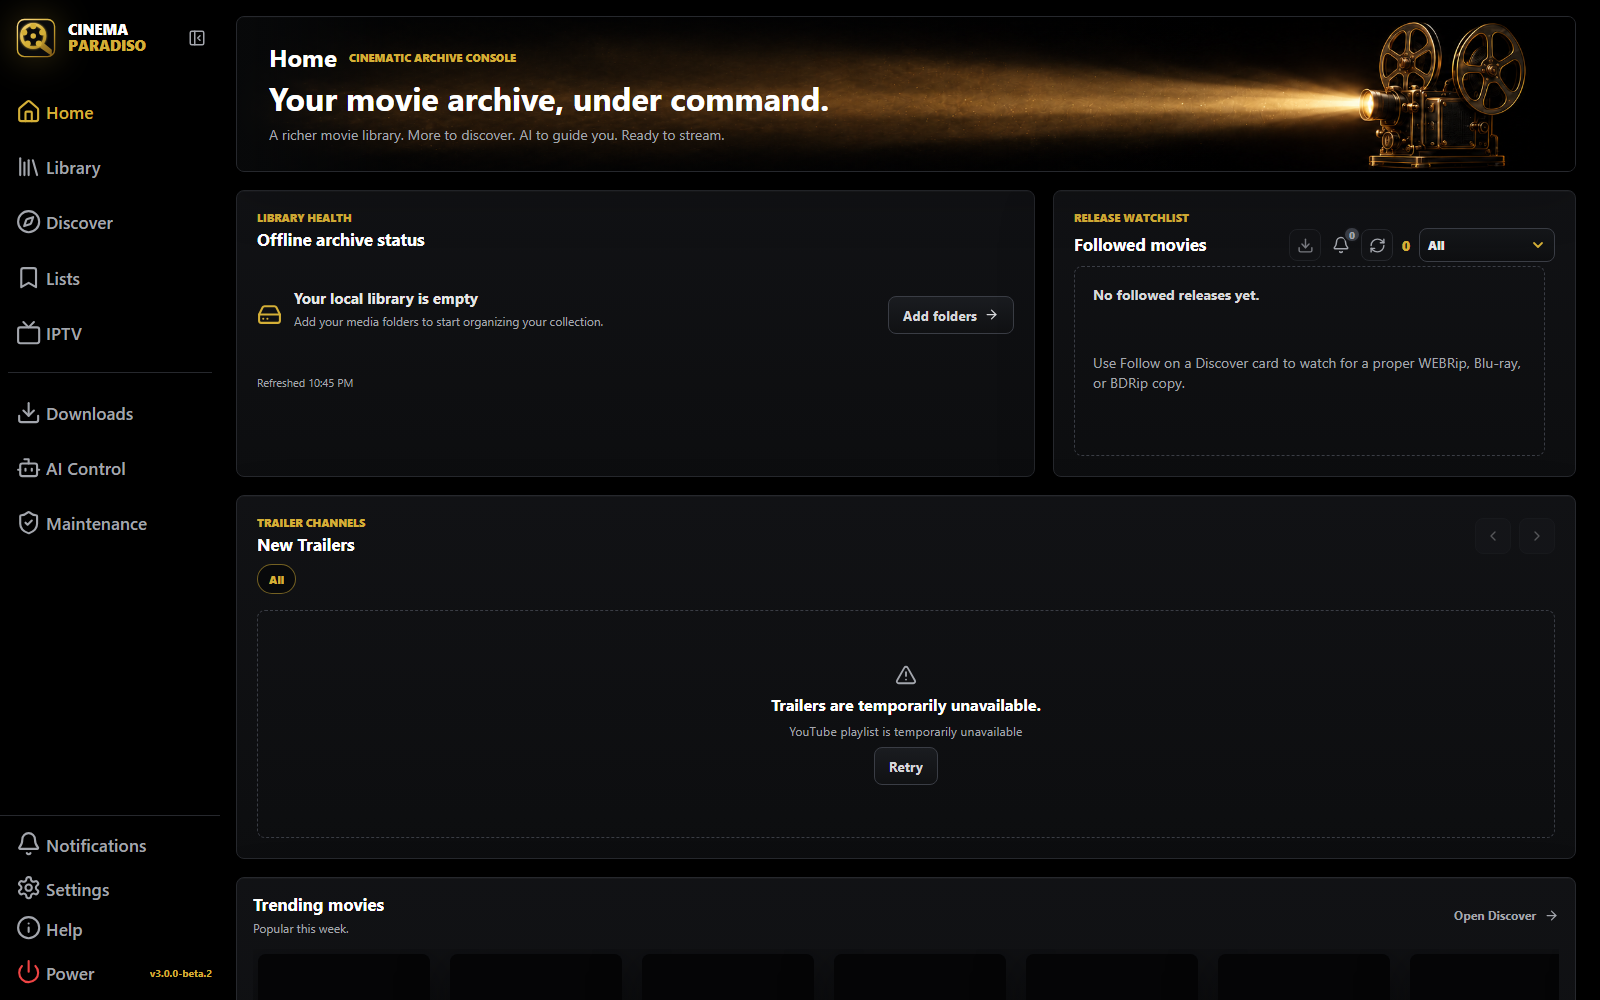 CINEMA
PARADISO
Home
Library
Discover
Lists
IPTV
Downloads
AI Control
Maintenance
Notifications
Settings
Help
Power
v3.0.0-beta.2
Home
CINEMATIC ARCHIVE CONSOLE
Your movie archive, under command.
A richer movie library. More to discover. AI to guide you. Ready to stream.
LIBRARY HEALTH
Offline archive status
Your local library is empty
Add your media folders to start organizing your collection.
Add folders
Refreshed 10:45 PM
RELEASE WATCHLIST
Followed movies
0
0
All
No followed releases yet.
Use Follow on a Discover card to watch for a proper WEBRip, Blu-ray,
or BDRip copy.
TRAILER CHANNELS
New Trailers
All
Trailers are temporarily unavailable.
YouTube playlist is temporarily unavailable
Retry
Trending movies
Popular this week.
Open Discover